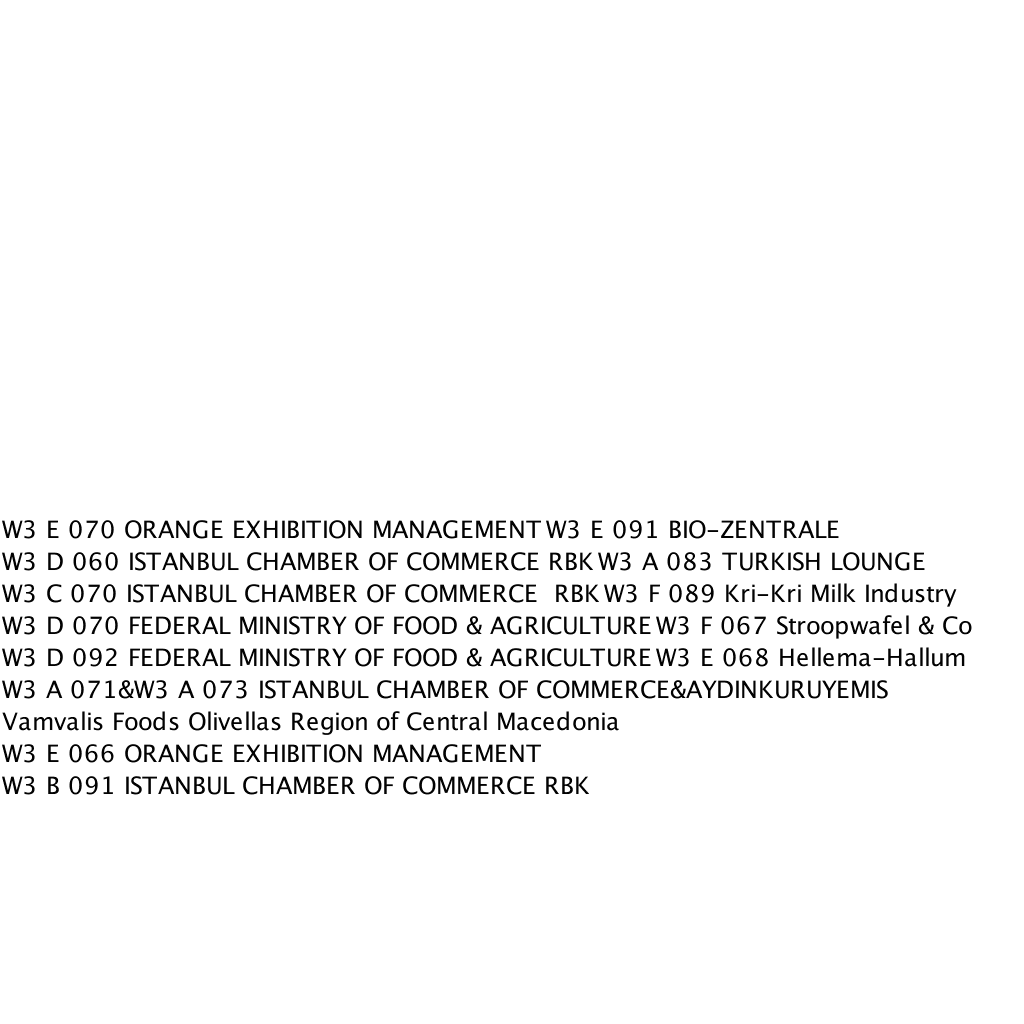 W3 E 070 ORANGE EXHIBITION MANAGEMENT W3 E 091 BIO-ZENTRALE
W3 D 060 ISTANBUL CHAMBER OF COMMERCE RBK W3 A 083 TURKISH LOUNGE
W3 C 070 ISTANBUL CHAMBER OF COMMERCE  RBK W3 F 089 Kri-Kri Milk Industry
W3 D 070 FEDERAL MINISTRY OF FOOD & AGRICULTURE W3 F 067 Stroopwafel & Co
W3 D 092 FEDERAL MINISTRY OF FOOD & AGRICULTURE W3 E 068 Hellema-Hallum
W3 A 071&W3 A 073 ISTANBUL CHAMBER OF COMMERCE&AYDINKURUYEMIS
Vamvalis Foods Olivellas Region of Central Macedonia
W3 E 066 ORANGE EXHIBITION MANAGEMENT
W3 B 091 ISTANBUL CHAMBER OF COMMERCE RBK